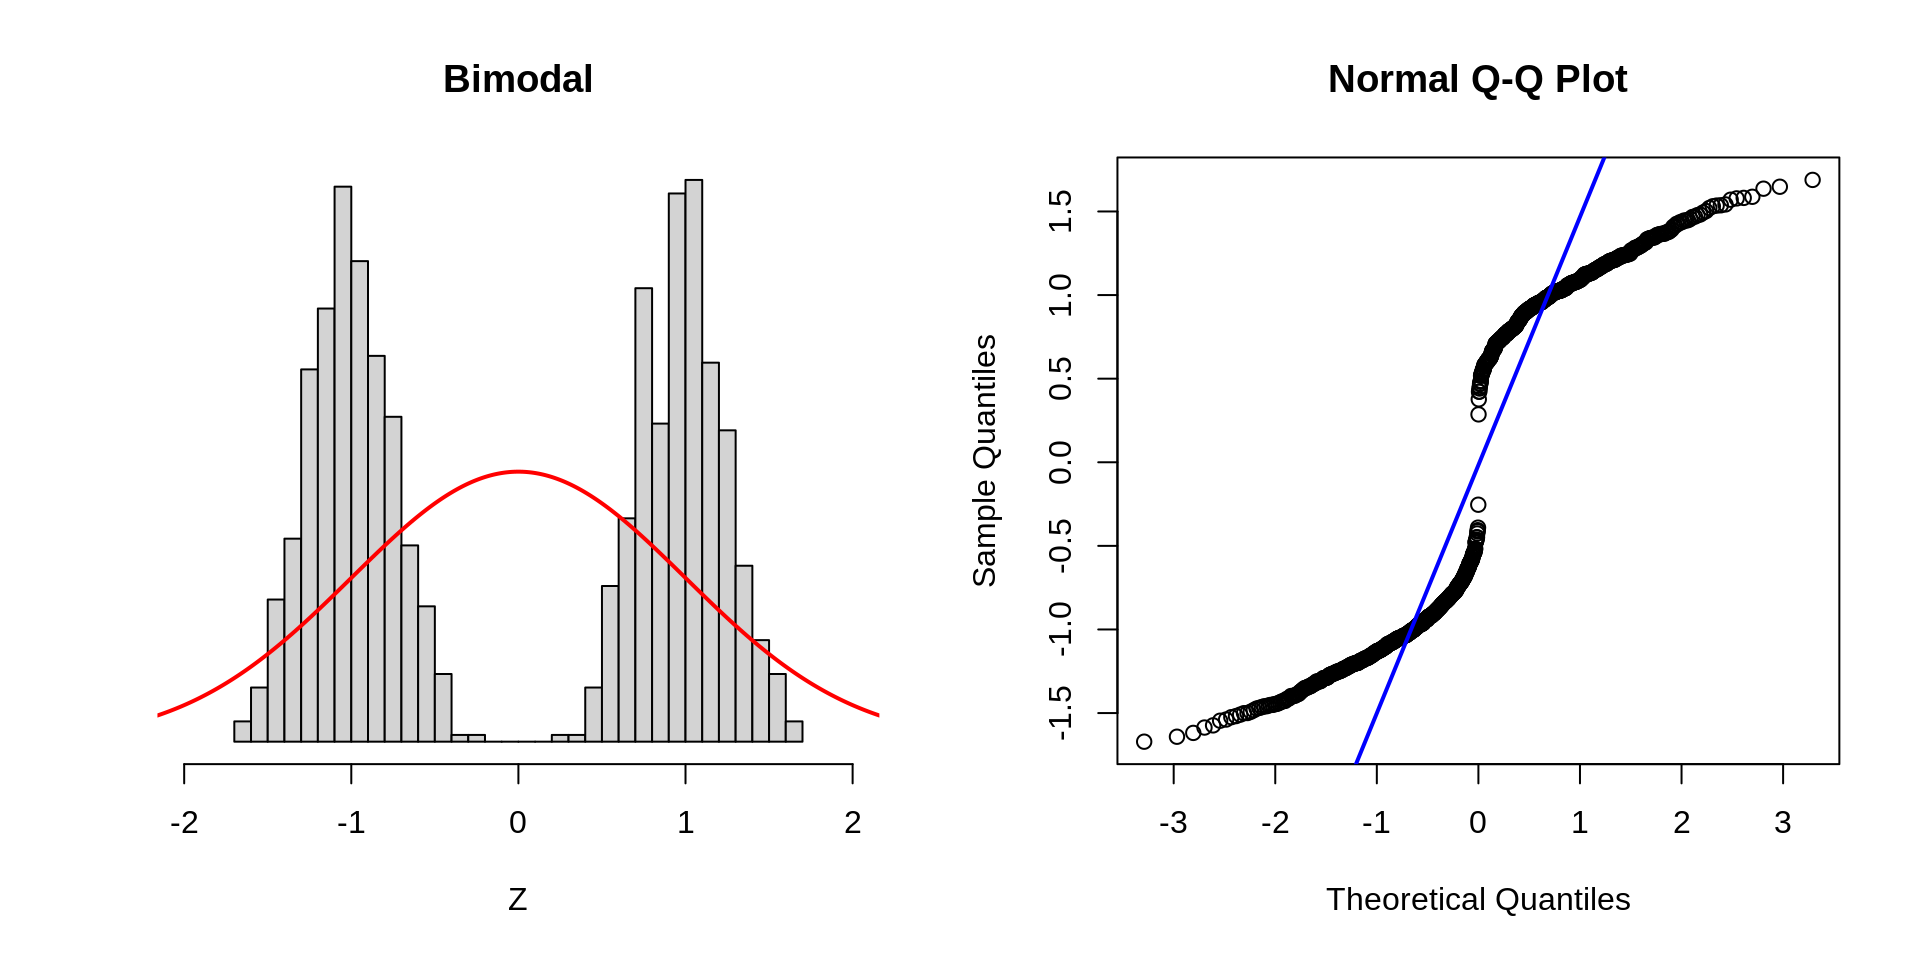 Bimodal
-2 -1 0 1 2
Z
Normal Q-Q Plot
Sample Quantiles
1.5
1.0
0.5
0.0
-0.5
-1.0
-1.5
-3 -2 -1 0 1 2 3
Theoretical Quantiles